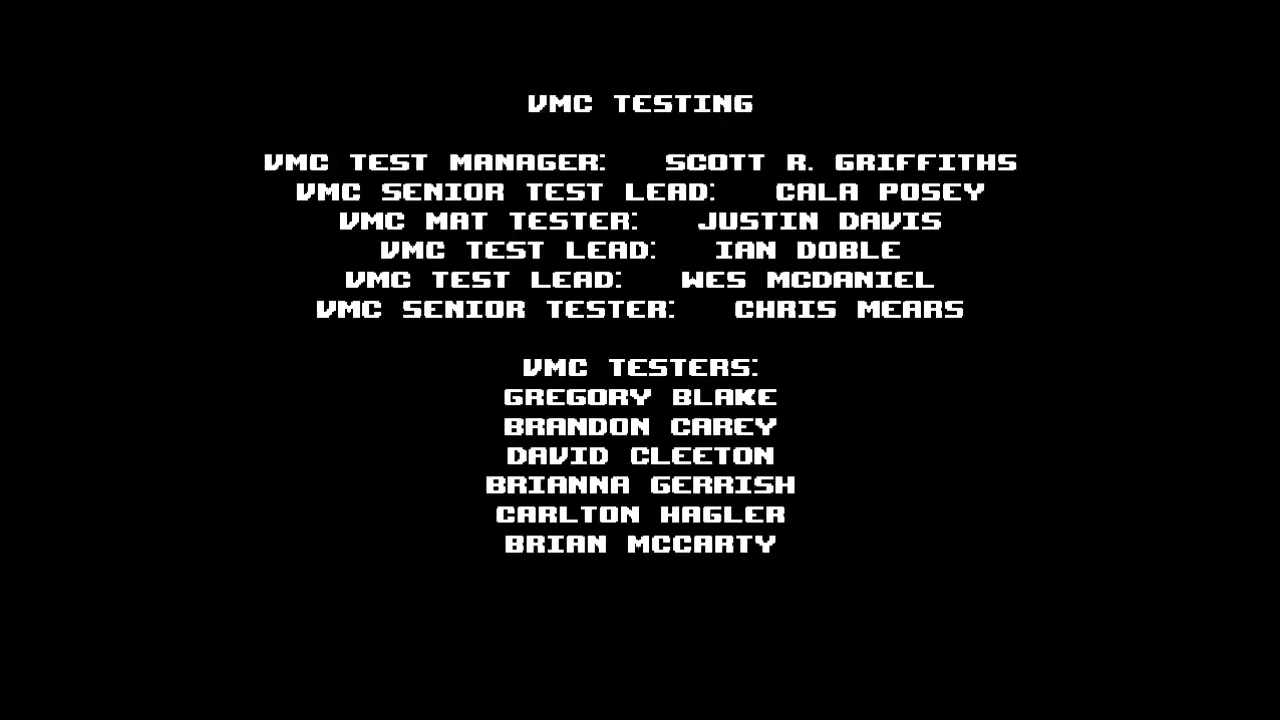 VMC TESTING
VMC TEST MANAGER: SCOTT R. GRIFFITHS
VMC SENIOR TEST LEAD: CALA POSEY
VMC MAT TESTER: JUSTIN DAVIS
VMC TEST LEAD: IAN DOBLE
VMC TEST LEAD: WES MCDANIEL
VMC SENIOR TESTER: CHRIS MEARS
VMC TESTERS:
GREGORY BLAKE
BRANDON CAREY
DAVID CLEETON
BRIANNA GERRISH
CARLTON HAGLER
BRIAN MCCARTY